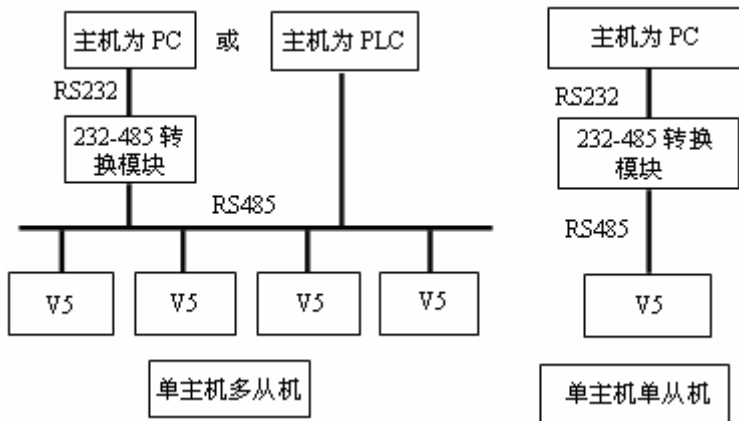 主机为 PC 或 主机为 PLC
RS232
232-485 转
换模块
RS485
V5 V5 V5 V5
单主机多从机
主机为 PC
RS232
232-485 转换
模块
RS485
V5
单主机单从机